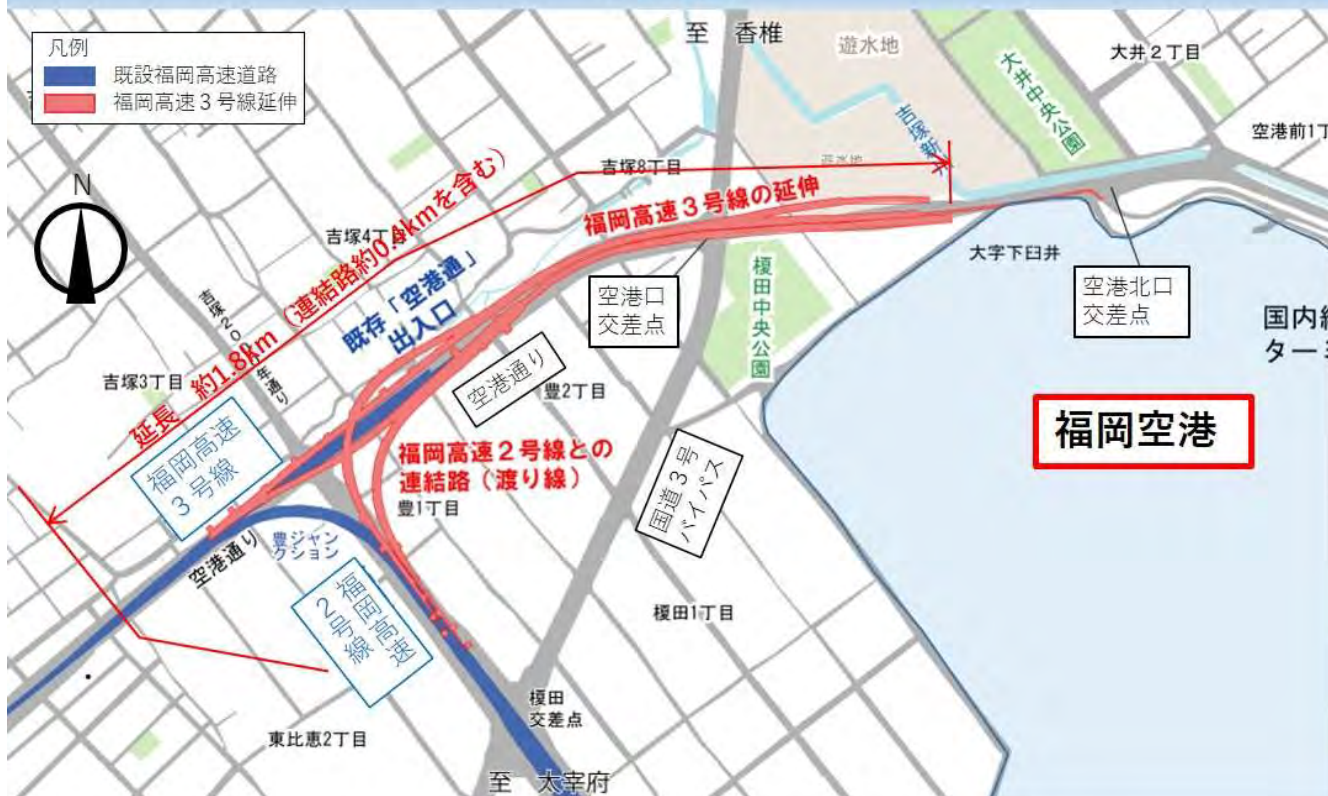 凡例
既設福岡高速道路
福岡高速3号線延伸
至 香椎
遊水地
大井中央公園
大井2丁目
空港前1丁
吉塚新川
遊水地
N
吉塚8丁目
吉塚4丁目
福岡高速3号線の延伸
延長 約1.8km(連結路約0.9kmを含む)
既存「空港通」
出入口
空港口
交差点
榎田中央公園
大字下臼井
空港北口
交差点
国内線
ター
吉塚3丁目
空港通り
豊2丁目
福岡空港
福岡高速
3号線
福岡高速2号線との
連結路(渡り線)
豊1丁目
国道3号
バイパス
空港通り
豊ジャン
クション
福岡高速
2号線
榎田1丁目
榎田
交差点
東比恵2丁目
至 太宰府